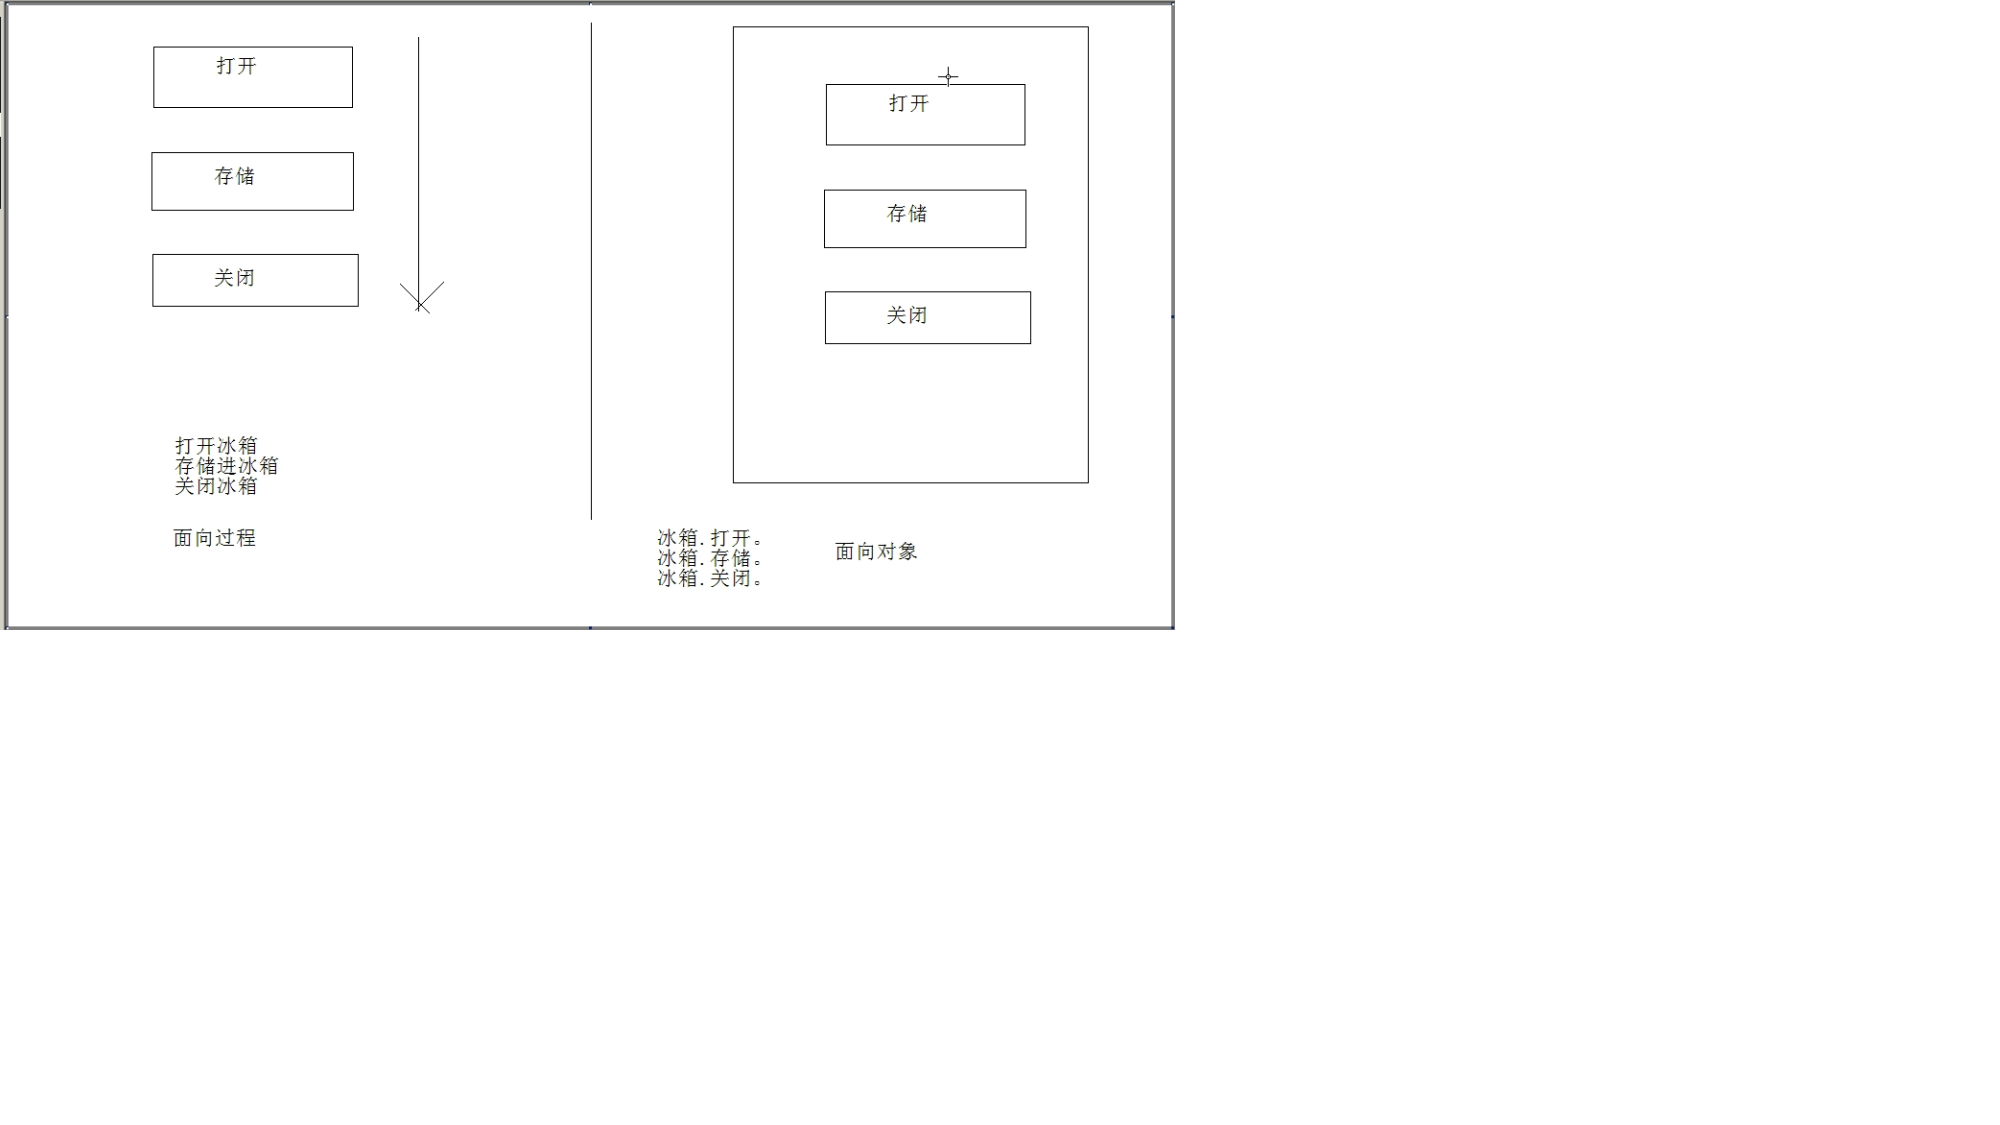 打开
存储
关闭
打开冰箱
存储进冰箱
关闭冰箱
面向过程
打开
存储
关闭
冰箱.打开。
冰箱.存储。
冰箱.关闭。
面向对象